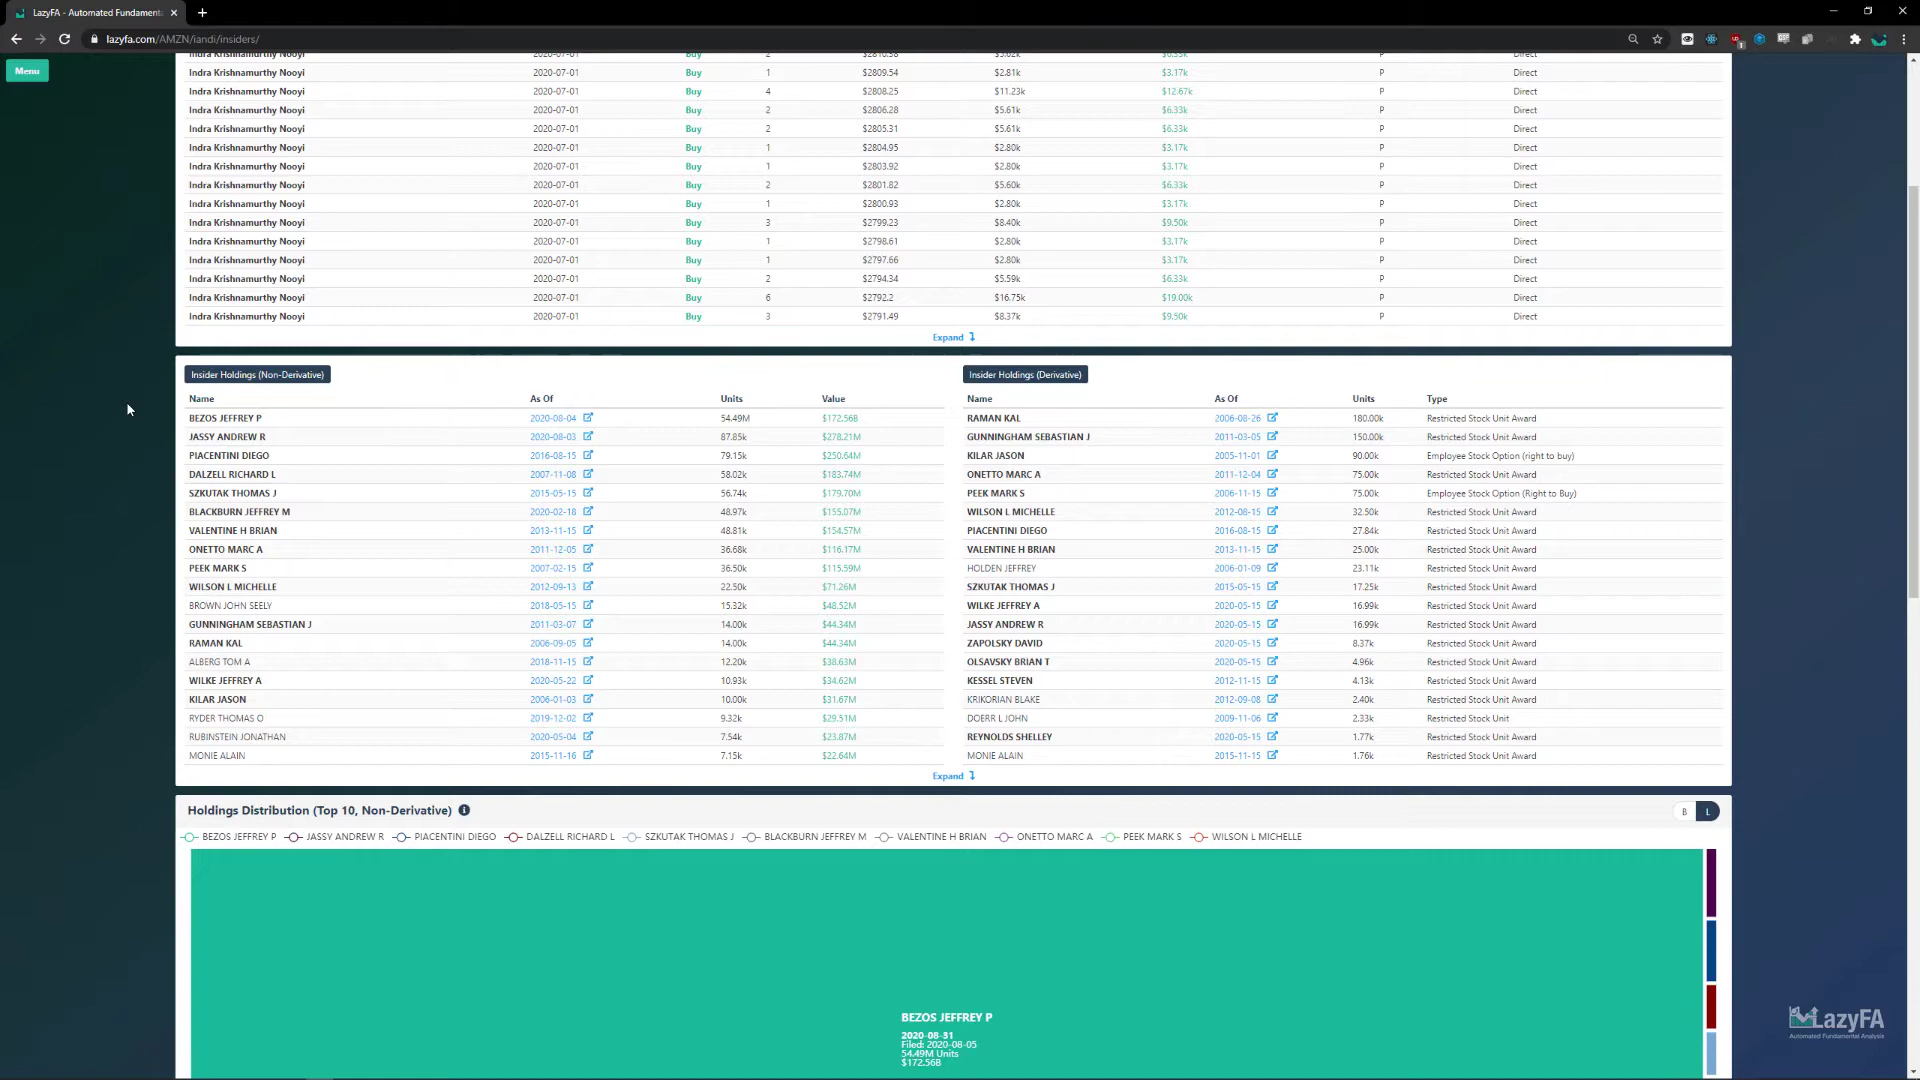 LazyFA - Automated Fundamenta
lazyfa.com/AMZN/iandi/insiders/
Menu
Indra Krishnamurthy Nooyi 2020-07-01 Buy 2 $2810.58 $5.62k $6.33k P Direct
Indra Krishnamurthy Nooyi 2020-07-01 Buy 1 $2809.54 $2.81k $3.17k P Direct
Indra Krishnamurthy Nooyi 2020-07-01 Buy 4 $2808.25 $11.23k $12.67k P Direct
Indra Krishnamurthy Nooyi 2020-07-01 Buy 2 $2806.28 $5.61k $6.33k P Direct
Indra Krishnamurthy Nooyi 2020-07-01 Buy 2 $2805.31 $5.61k $6.33k P Direct
Indra Krishnamurthy Nooyi 2020-07-01 Buy 1 $2804.95 $2.80k $3.17k P Direct
Indra Krishnamurthy Nooyi 2020-07-01 Buy 1 $2803.92 $2.80k $3.17k P Direct
Indra Krishnamurthy Nooyi 2020-07-01 Buy 2 $2801.82 $5.60k $6.33k P Direct
Indra Krishnamurthy Nooyi 2020-07-01 Buy 1 $2800.93 $2.80k $3.17k P Direct
Indra Krishnamurthy Nooyi 2020-07-01 Buy 3 $2799.23 $8.40k $9.50k P Direct
Indra Krishnamurthy Nooyi 2020-07-01 Buy 1 $2798.61 $2.80k $3.17k P Direct
Indra Krishnamurthy Nooyi 2020-07-01 Buy 1 $2797.66 $2.80k $3.17k P Direct
Indra Krishnamurthy Nooyi 2020-07-01 Buy 2 $2794.34 $5.59k $6.33k P Direct
Indra Krishnamurthy Nooyi 2020-07-01 Buy 6 $2792.2 $16.75k $19.00k P Direct
Indra Krishnamurthy Nooyi 2020-07-01 Buy 3 $2791.49 $8.37k $9.50k P Direct
Expand
Insider Holdings (Non-Derivative)
Name As Of Units Value
BEZOS JEFFREY P 2020-08-04 54.49M $172.56B
JASSY ANDREW R 2020-08-03 87.85k $278.21M
PIACENTINI DIEGO 2016-08-15 79.15k $250.64M
DALZELL RICHARD L 2007-11-08 58.02k $183.74M
SZKUTAK THOMAS J 2015-05-15 56.74k $179.70M
BLACKBURN JEFFREY M 2020-02-18 48.97k $155.07M
VALENTINE H BRIAN 2013-11-15 48.81k $154.57M
ONETTO MARC A 2011-12-05 36.68k $116.17M
PEEK MARK S 2007-02-15 36.50k $115.59M
WILSON L MICHELLE 2012-09-13 22.50k $71.26M
BROWN JOHN SEELY 2018-05-15 15.32k $48.52M
GUNNINGHAM SEBASTIAN J 2011-03-07 14.00k $44.34M
RAMAN KAL 2006-09-05 14.00k $44.34M
ALBERG TOM A 2018-11-15 12.20k $38.63M
WILKE JEFFREY A 2020-05-22 10.93k $34.62M
KILAR JASON 2006-01-03 10.00k $31.67M
RYDER THOMAS O 2019-12-02 9.32k $29.51M
RUBINSTEIN JONATHAN 2020-05-04 7.54k $23.87M
MONIE ALAIN 2015-11-16 7.15k $22.64M
Insider Holdings (Derivative)
Name As Of Units Type
RAMAN KAL 2006-08-26 180.00k Restricted Stock Unit Award
GUNNINGHAM SEBASTIAN J 2011-03-05 150.00k Restricted Stock Unit Award
KILAR JASON 2005-11-01 90.00k Employee Stock Option (right to buy)
ONETTO MARC A 2011-12-04 75.00k Restricted Stock Unit Award
PEEK MARK S 2006-11-15 75.00k Employee Stock Option (Right to Buy)
WILSON L MICHELLE 2012-08-15 32.50k Restricted Stock Unit Award
PIACENTINI DIEGO 2016-08-15 27.84k Restricted Stock Unit Award
VALENTINE H BRIAN 2013-11-15 25.00k Restricted Stock Unit Award
HOLDEN JEFFREY 2006-01-09 23.11k Restricted Stock Unit Award
SZKUTAK THOMAS J 2015-05-15 17.25k Restricted Stock Unit Award
WILKE JEFFREY A 2020-05-15 16.99k Restricted Stock Unit Award
JASSY ANDREW R 2020-05-15 16.99k Restricted Stock Unit Award
ZAPOLSKY DAVID 2020-05-15 8.37k Restricted Stock Unit Award
OLSAVSKY BRIAN T 2020-05-15 4.96k Restricted Stock Unit Award
KESSEL STEVEN 2012-11-15 4.13k Restricted Stock Unit Award
KRIKORIAN BLAKE 2012-09-08 2.40k Restricted Stock Unit Award
DOERR L JOHN 2009-11-06 2.33k Restricted Stock Unit
REYNOLDS SHELLEY 2020-05-15 1.77k Restricted Stock Unit Award
MONIE ALAIN 2015-11-15 1.76k Restricted Stock Unit Award
Expand
Holdings Distribution (Top 10, Non-Derivative)
B L
BEZOS JEFFREY P JASSY ANDREW R PIACENTINI DIEGO DALZELL RICHARD L SZKUTAK THOMAS J BLACKBURN JEFFREY M VALENTINE H BRIAN ONETTO MARC A PEEK MARK S WILSON L MICHELLE
BEZOS JEFFREY P
2020-08-31
Filed: 2020-08-05
54.49M Units
$172.56B
LazyFA
Automated Fundamental Analysis